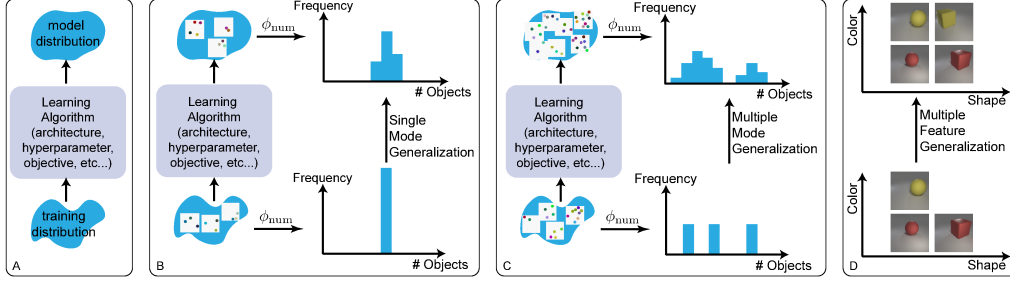 model
distribution
Learning
Algorithm
(architecture,
hyperparameter,
objective, etc...)
training
distribution
A
ϕnum
Frequency
# Objects
Learning
Algorithm
(architecture,
hyperparameter,
objective, etc...)
Single
Mode
Generalization
ϕnum
Frequency
# Objects
B
ϕnum
Frequency
# Objects
Learning
Algorithm
(architecture,
hyperparameter,
objective, etc...)
Multiple
Mode
Generalization
ϕnum
Frequency
# Objects
C
Color
Shape
Multiple
Feature
Generalization
Color
Shape
D